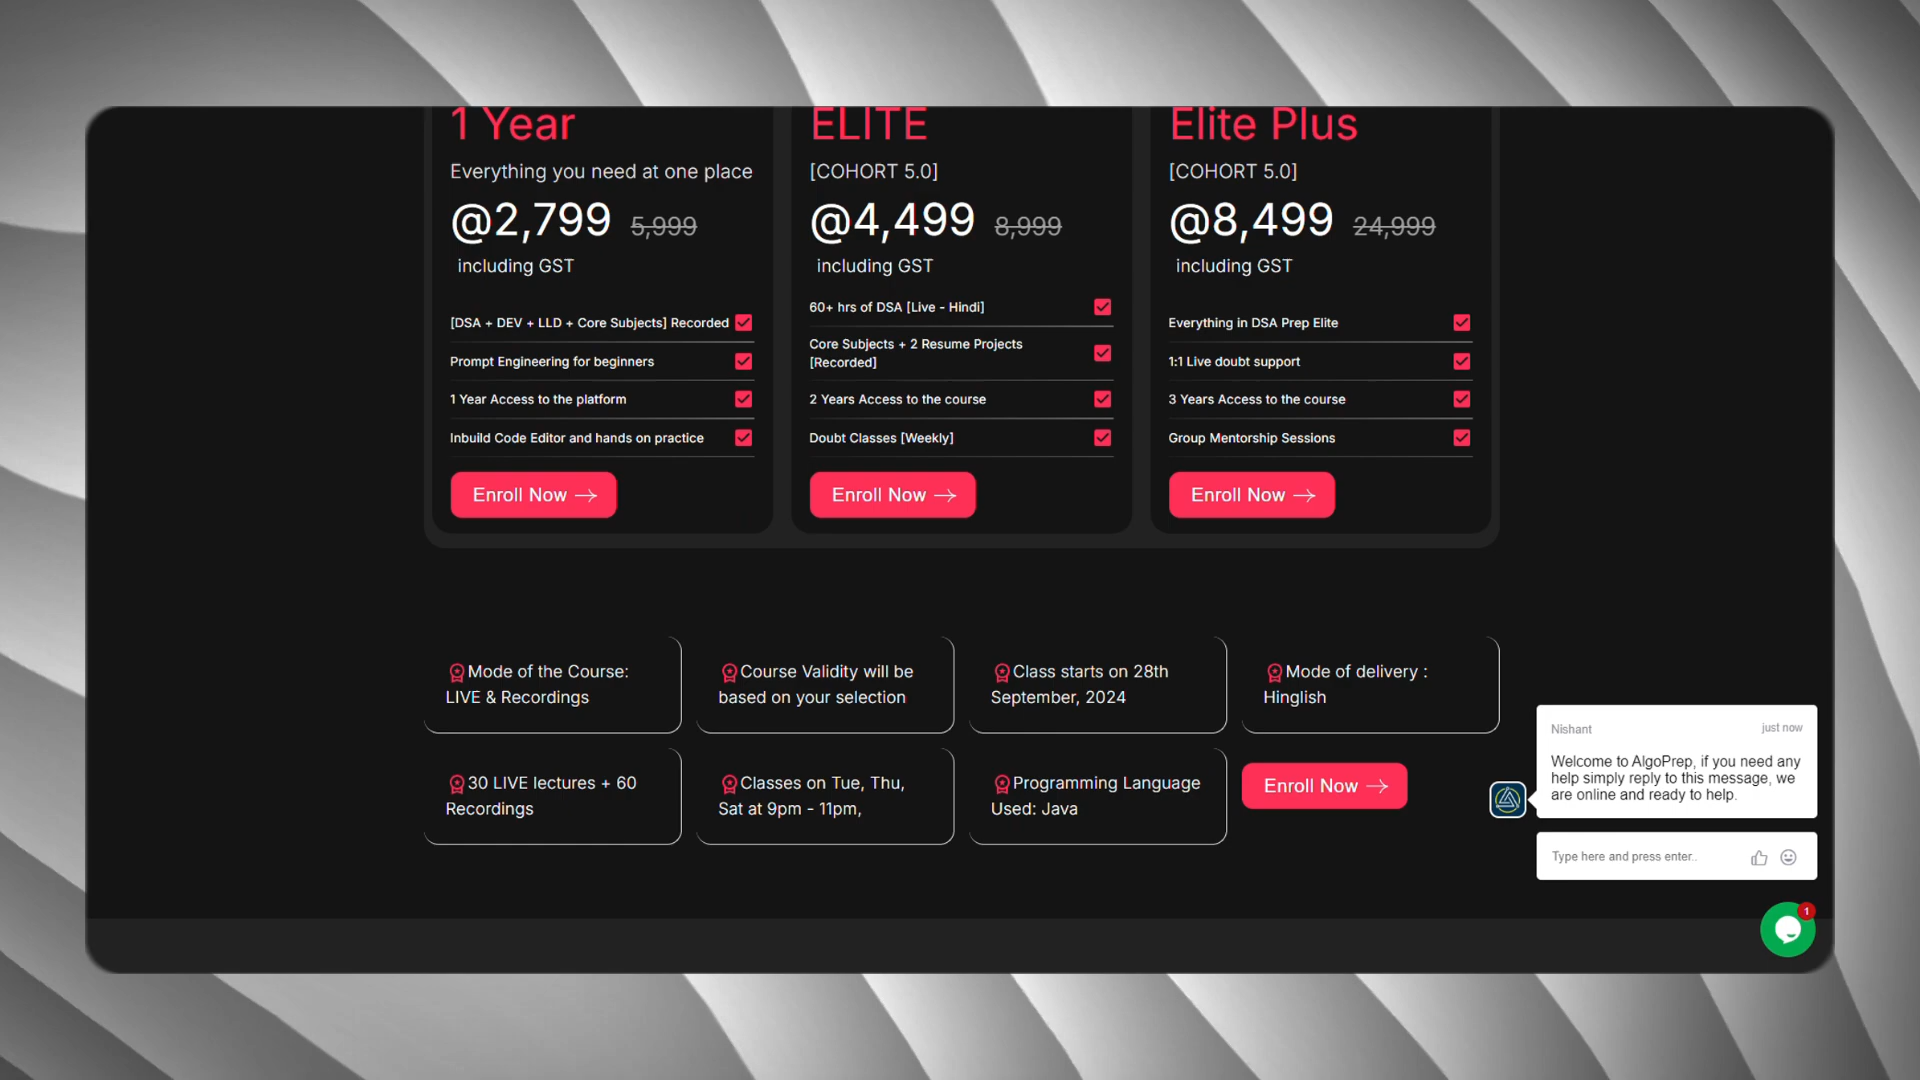 1 Year
Everything you need at one place
@2,799 5,999
including GST
[DSA + DEV + LLD + Core Subjects] Recorded
Prompt Engineering for beginners
1 Year Access to the platform
Inbuild Code Editor and hands on practice
Enroll Now →
ELITE
[COHORT 5.0]
@4,499 8,999
including GST
60+ hrs of DSA [Live - Hindi]
Core Subjects + 2 Resume Projects
[Recorded]
2 Years Access to the course
Doubt Classes [Weekly]
Enroll Now →
Elite Plus
[COHORT 5.0]
@8,499 24,999
including GST
Everything in DSA Prep Elite
1:1 Live doubt support
3 Years Access to the course
Group Mentorship Sessions
Enroll Now →
Mode of the Course:
LIVE & Recordings
Course Validity will be
based on your selection
Class starts on 28th
September, 2024
Mode of delivery :
Hinglish
30 LIVE lectures + 60
Recordings
Classes on Tue, Thu,
Sat at 9pm - 11pm,
Programming Language
Used: Java
Enroll Now →
Nishant just now
Welcome to AlgoPrep, if you need any
help simply reply to this message, we
are online and ready to help.
Type here and press enter..
1